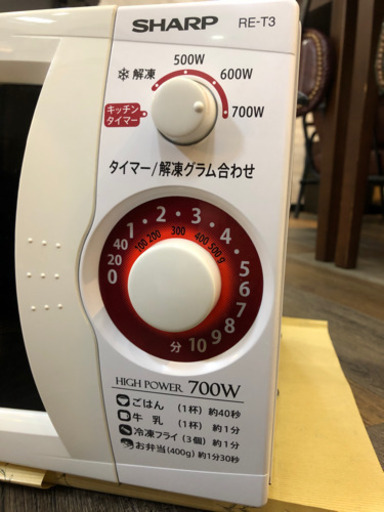 SHARP RE-T3
500W
❄解凍 600W
キッチン
タイマー
700W
タイマー/解凍グラム合わせ
0 20 40 1 2 3 4 5 6 7 8 9 10 分
100 200 300 400 500g
HIGH POWER 700W
ごはん (1杯) 約40秒
牛乳 (1杯) 約1分
冷凍フライ (3個) 約1分
お弁当 (400g) 約1分30秒